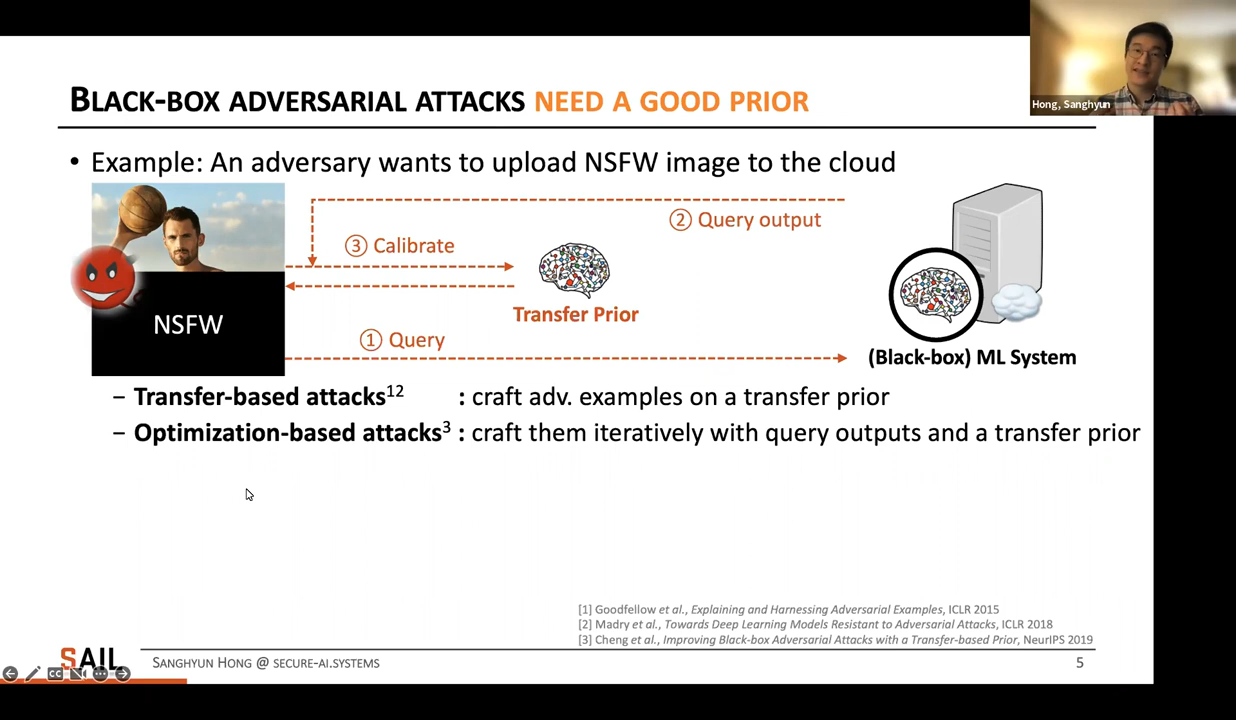 Hong, Sanghyun
BLACK-BOX ADVERSARIAL ATTACKS NEED A GOOD PRIOR
• Example: An adversary wants to upload NSFW image to the cloud
② Query output
③ Calibrate
Transfer Prior
NSFW
① Query
(Black-box) ML System
– Transfer-based attacks12 : craft adv. examples on a transfer prior
– Optimization-based attacks3 : craft them iteratively with query outputs and a transfer prior
[1] Goodfellow et al., Explaining and Harnessing Adversarial Examples, ICLR 2015
[2] Madry et al., Towards Deep Learning Models Resistant to Adversarial Attacks, ICLR 2018
[3] Cheng et al., Improving Black-box Adversarial Attacks with a Transfer-based Prior, NeurIPS 2019
SAIL
SANGHYUN HONG @ SECURE-AI.SYSTEMS
5
CC